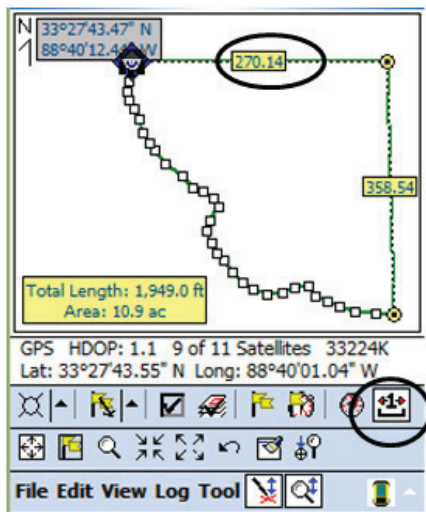 N 33°27'43.47" N
88°40'12.44" W
270.14
358.54
Total Length: 1,949.0 ft
Area: 10.9 ac
GPS HDOP: 1.1 9 of 11 Satellites 33224K
Lat: 33°27'43.55" N Long: 88°40'01.04" W
1
File Edit View Log Tool